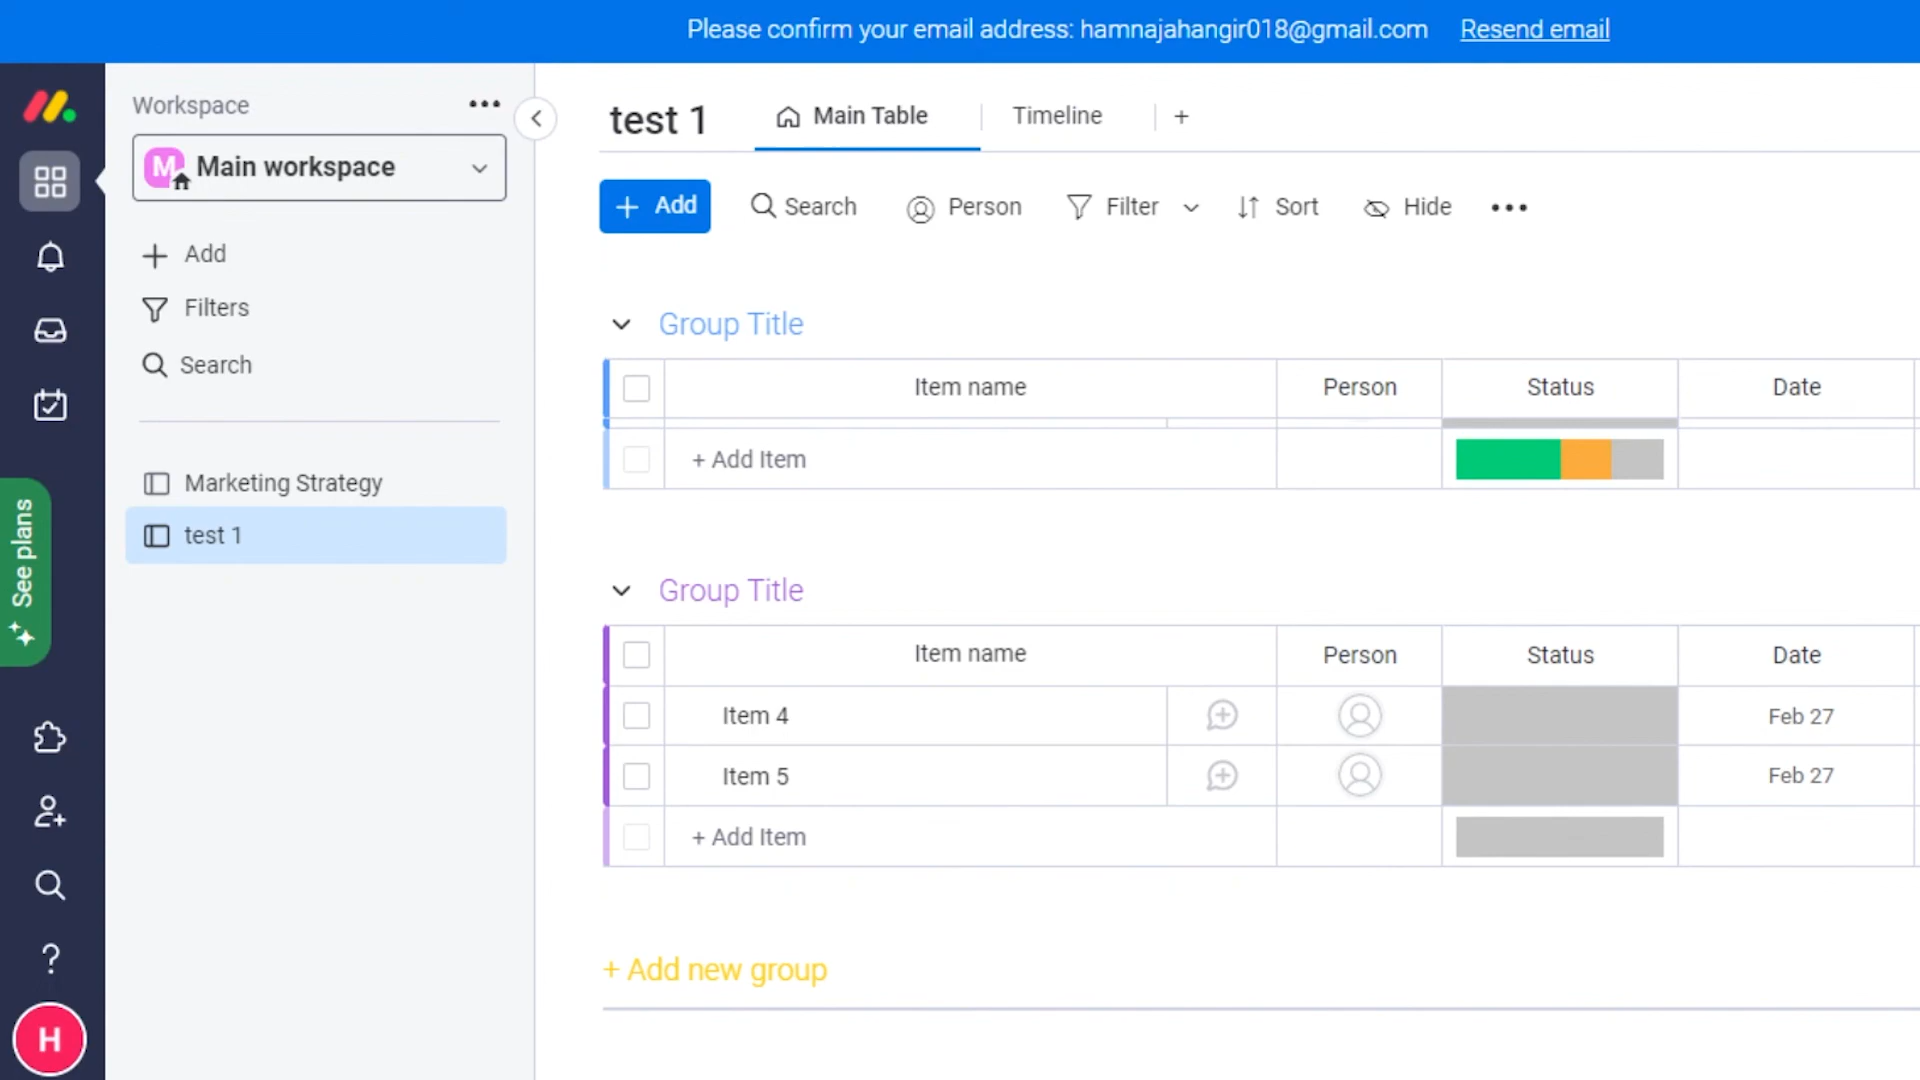 Please confirm your email address: hamnajahangir018@gmail.com Resend email
Workspace
M Main workspace
+ Add
Filters
Search
Marketing Strategy
test 1
See plans
H
test 1 Main Table Timeline +
+ Add Search Person Filter Sort Hide
Group Title
Item name Person Status Date
+ Add Item
Group Title
Item name Person Status Date
Item 4 Feb 27
Item 5 Feb 27
+ Add Item
+ Add new group